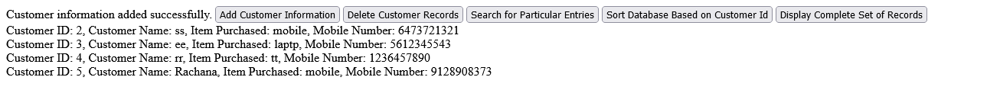 Customer information added successfully. Add Customer Information Delete Customer Records Search for Particular Entries Sort Database Based on Customer Id Display Complete Set of Records
Customer ID: 2, Customer Name: ss, Item Purchased: mobile, Mobile Number: 6473721321
Customer ID: 3, Customer Name: ee, Item Purchased: laptp, Mobile Number: 5612345543
Customer ID: 4, Customer Name: rr, Item Purchased: tt, Mobile Number: 1236457890
Customer ID: 5, Customer Name: Rachana, Item Purchased: mobile, Mobile Number: 9128908373